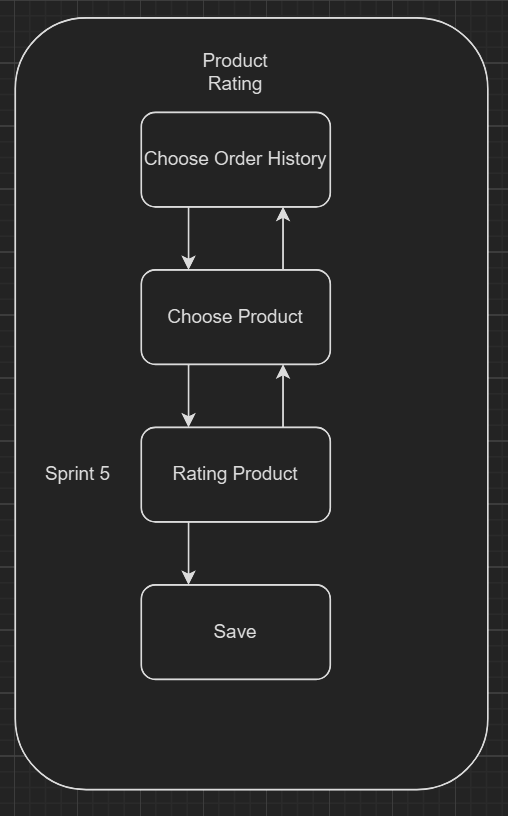 Product
Rating
Choose Order History
Choose Product
Sprint 5
Rating Product
Save